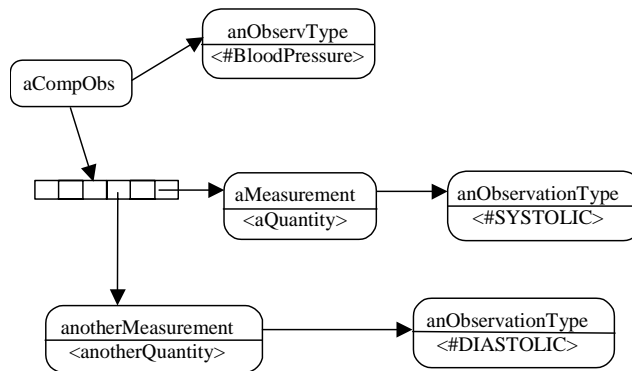 anObservType
<#BloodPressure>
aCompObs
aMeasurement
<aQuantity>
anObservationType
<#SYSTOLIC>
anotherMeasurement
<anotherQuantity>
anObservationType
<#DIASTOLIC>